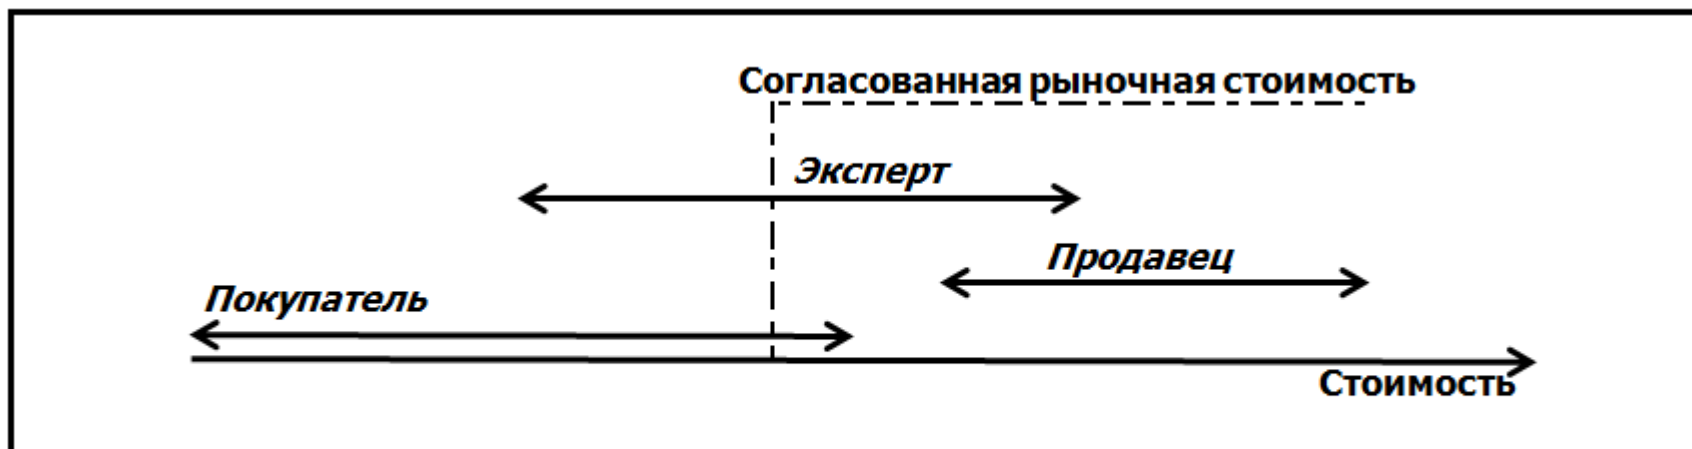 Согласованная рыночная стоимость
Эксперт
Продавец
Покупатель
Стоимость